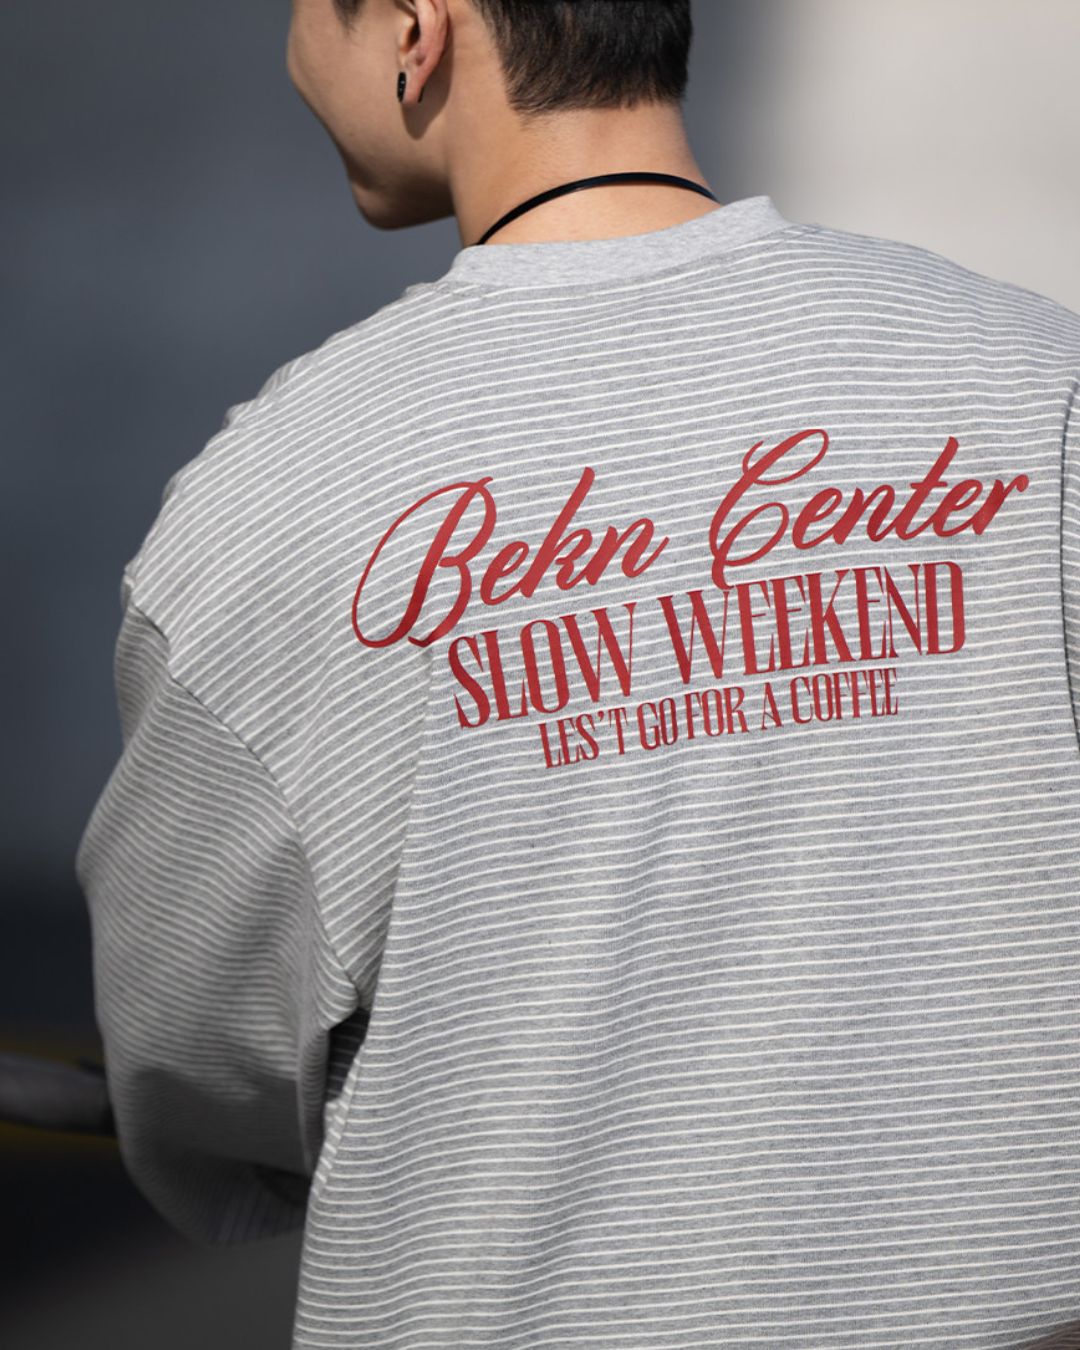 Bekn Center
SLOW WEEKEND
LES'T GO FOR A COFFEE